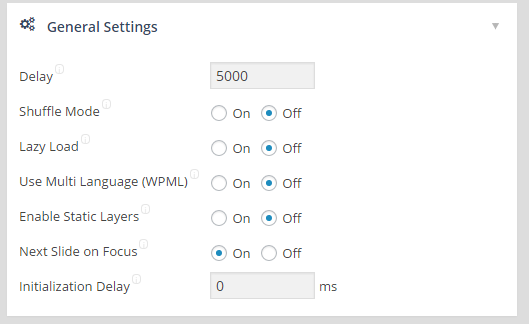 General Settings
Delay 5000
Shuffle Mode On Off
Lazy Load On Off
Use Multi Language (WPML) On Off
Enable Static Layers On Off
Next Slide on Focus On Off
Initialization Delay 0 ms